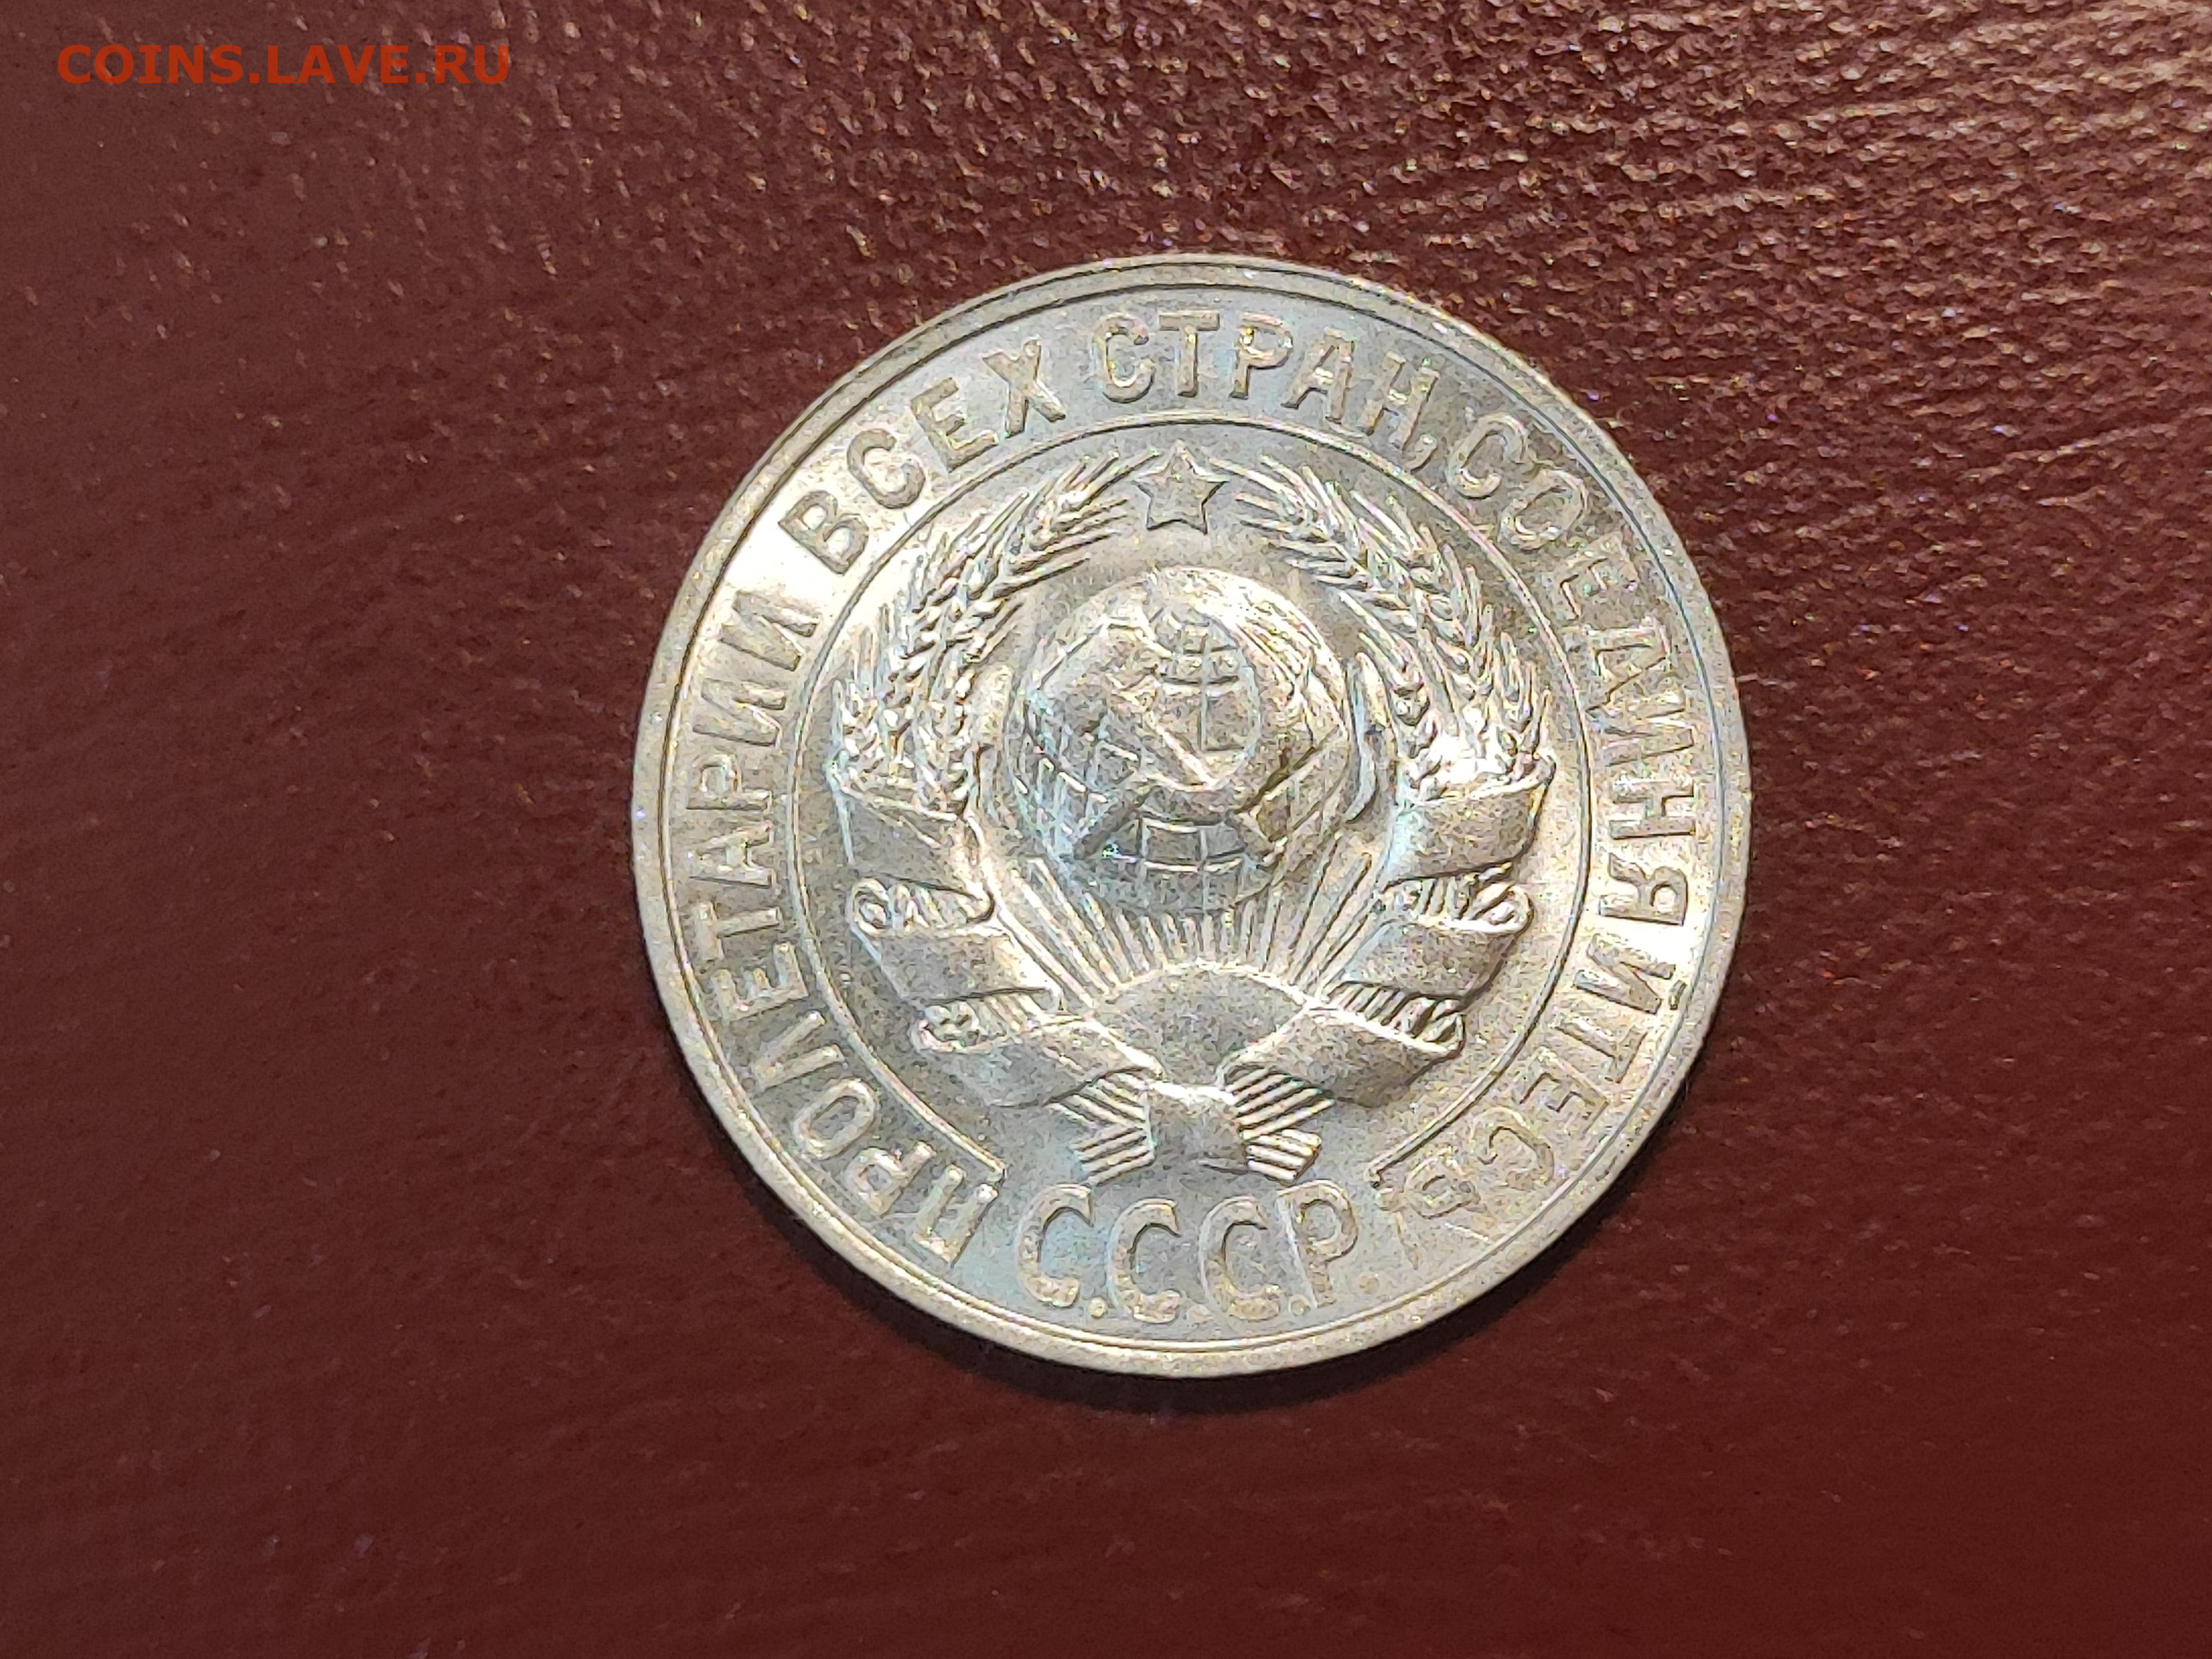 COINS.LAVE.RU
ПРОЛЕТАРИИ ВСЕХ СТРАН, СОЕДИНЯЙТЕСЬ
С.С.С.Р.